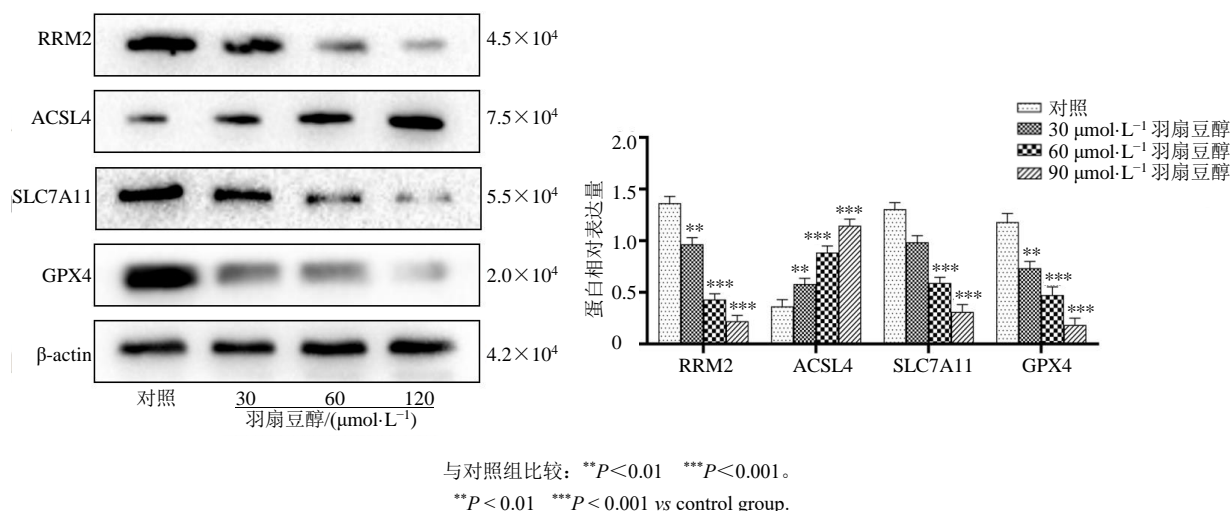 RRM2
4.5×10⁴
ACSL4
7.5×10⁴
SLC7A11
5.5×10⁴
GPX4
2.0×10⁴
β-actin
4.2×10⁴
对照 30 60 120
羽扇豆醇/(μmol·L⁻¹)
对照
30 μmol·L⁻¹ 羽扇豆醇
60 μmol·L⁻¹ 羽扇豆醇
90 μmol·L⁻¹ 羽扇豆醇
蛋白相对表达量
2.0
1.5
1.0
0.5
0
** *** ***
** *** ***
*** ***
** *** ***
RRM2 ACSL4 SLC7A11 GPX4
与对照组比较：**P＜0.01 ***P＜0.001。
**P < 0.01 ***P < 0.001 vs control group.